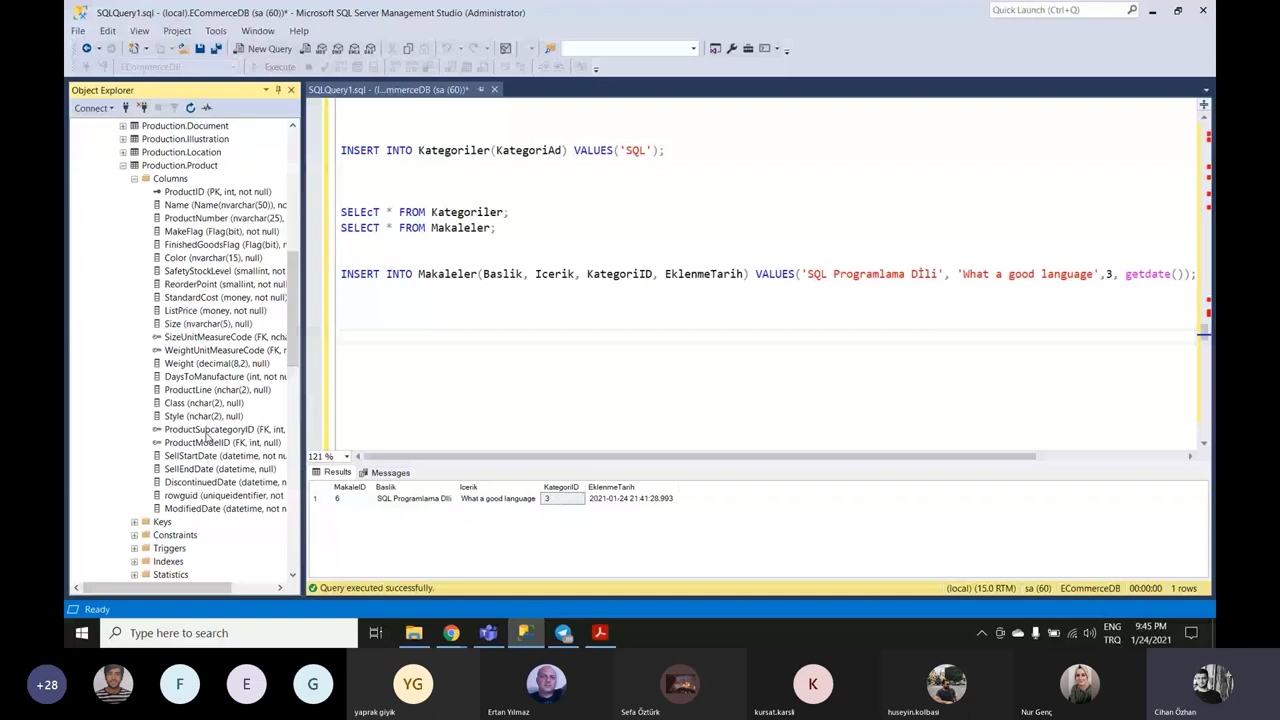 SQLQuery1.sql - (local).ECommerceDB (sa (60))* - Microsoft SQL Server Management Studio (Administrator)
Quick Launch (Ctrl+Q)
File Edit View Project Tools Window Help
New Query
ECommerceDB
Execute
Object Explorer
SQLQuery1.sql - (l...mmerceDB (sa (60))*
Connect
Production.Document
Production.Illustration
Production.Location
Production.Product
Columns
ProductID (PK, int, not null)
Name (Name(nvarchar(50)), nc
ProductNumber (nvarchar(25),
MakeFlag (Flag(bit), not null)
FinishedGoodsFlag (Flag(bit), n
Color (nvarchar(15), null)
SafetyStockLevel (smallint, not
ReorderPoint (smallint, not null
StandardCost (money, not null
ListPrice (money, not null)
Size (nvarchar(5), null)
SizeUnitMeasureCode (FK, ncha
WeightUnitMeasureCode (FK, n
Weight (decimal(8,2), null)
DaysToManufacture (int, not n
ProductLine (nchar(2), null)
Class (nchar(2), null)
Style (nchar(2), null)
ProductSubcategoryID (FK, int,
ProductModelID (FK, int, null)
SellStartDate (datetime, not nu
SellEndDate (datetime, null)
DiscontinuedDate (datetime, n
rowguid (uniqueidentifier, not
ModifiedDate (datetime, not n
Keys
Constraints
Triggers
Indexes
Statistics
INSERT INTO Kategoriler(KategoriAd) VALUES('SQL');
SELEcT * FROM Kategoriler;
SELECT * FROM Makaleler;
INSERT INTO Makaleler(Baslik, Icerik, KategoriID, EklenmeTarih) VALUES('SQL Programlama Dİli', 'What a good language',3, getdate());
121 %
Results Messages
MakaleID Baslik Icerik KategoriID EklenmeTarih
1 6 SQL Programlama Dİli What a good language 3 2021-01-24 21:41:28.993
Query executed successfully.
(local) (15.0 RTM) sa (60) ECommerceDB 00:00:00 1 rows
Ready
Type here to search
ENG
TRQ
9:45 PM
1/24/2021
+28
F
E
G
YG
K
yaprak giyik
Ertan Yılmaz
Sefa Öztürk
kursat.karsli
huseyin.kolbasi
Nur Genç
Cihan Özhan